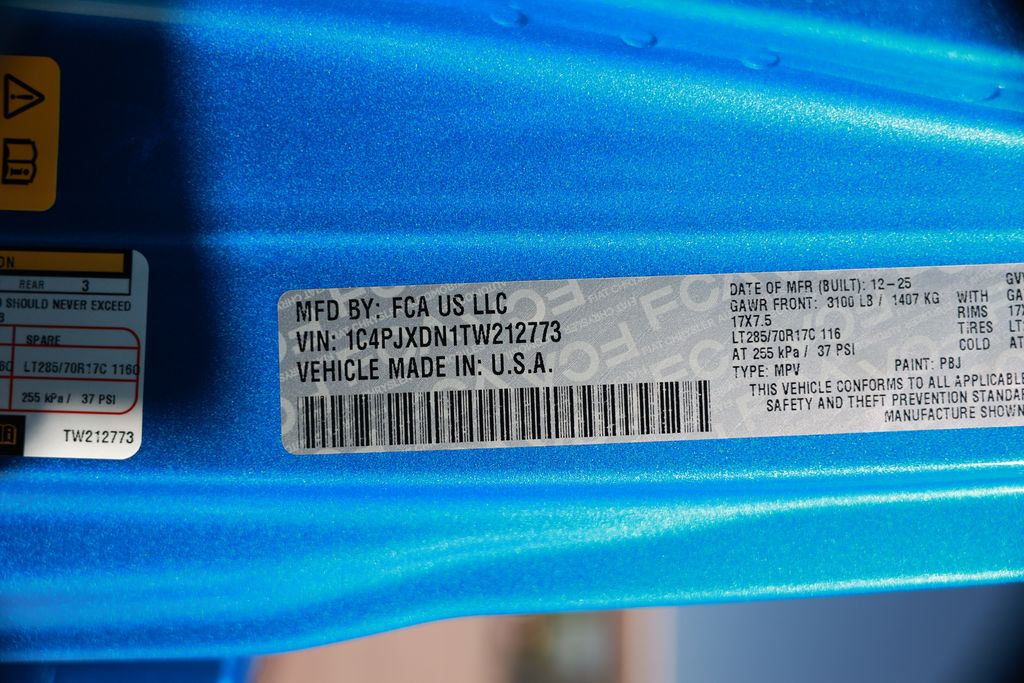 ON
REAR 3
SHOULD NEVER EXCEED
SPARE
LT285/70R17C 116
255 kPa / 37 PSI
TW212773
MFD BY: FCA US LLC
VIN: 1C4PJXDN1TW212773
VEHICLE MADE IN: U.S.A.
DATE OF MFR (BUILT): 12-25
GAWR FRONT: 3100 LB / 1407 KG WITH
17X7.5 RIMS
LT285/70R17C 116 TIRES
AT 255 kPa / 37 PSI COLD
TYPE: MPV PAINT: PBJ
THIS VEHICLE CONFORMS TO ALL APPLICABLE
SAFETY AND THEFT PREVENTION STANDAR
MANUFACTURE SHOWN